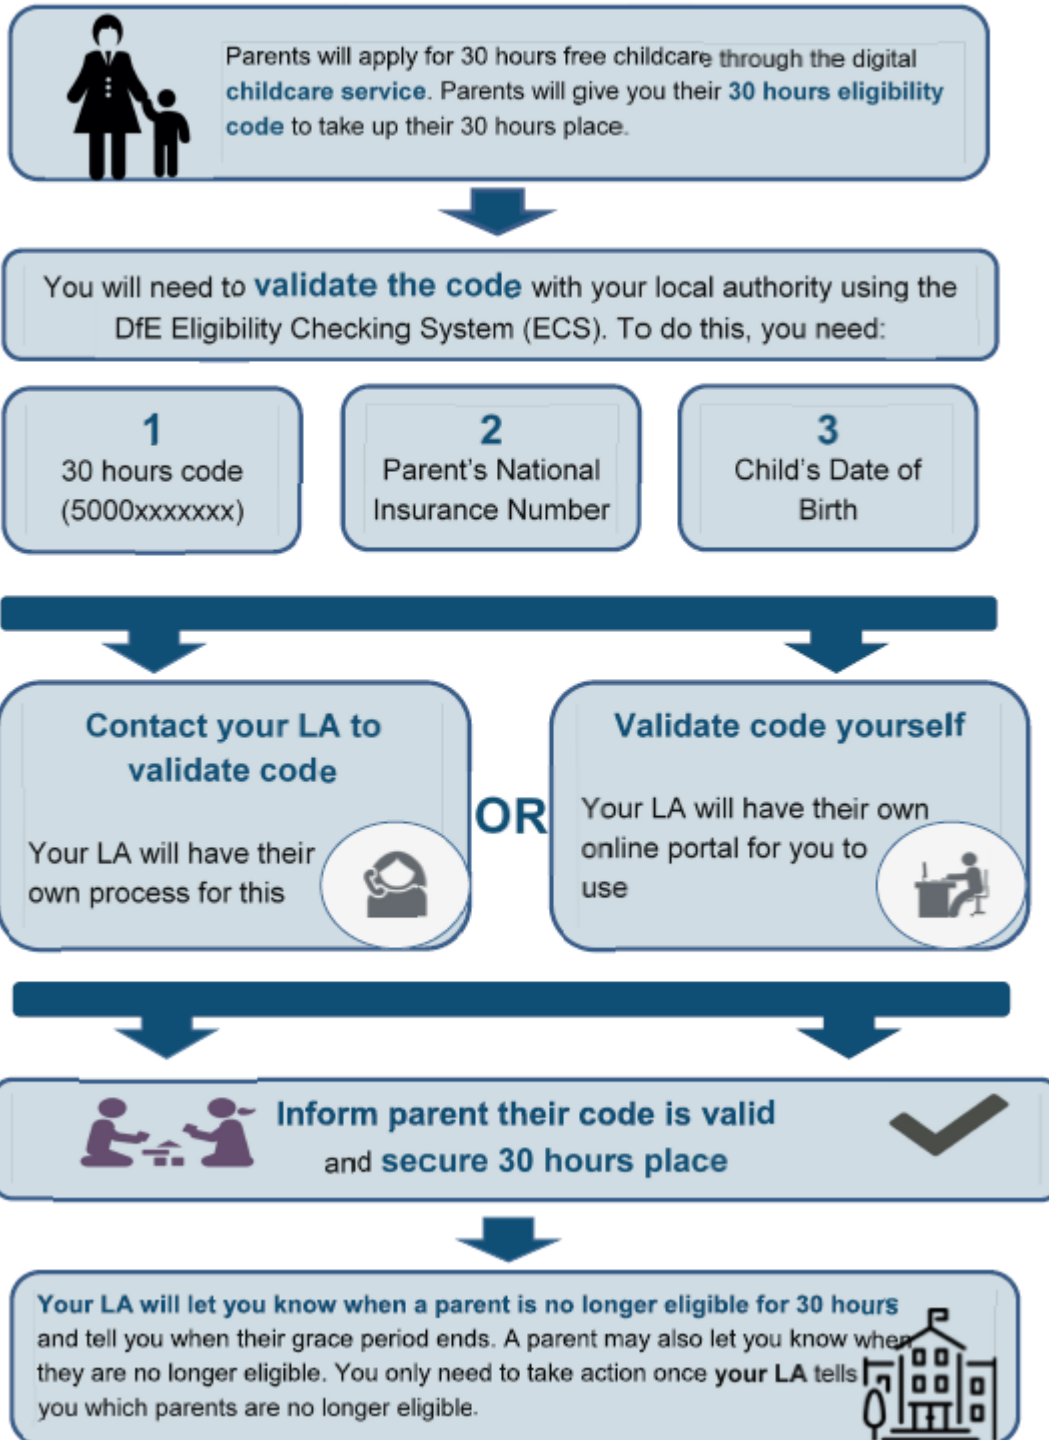 Parents will apply for 30 hours free childcare through the digital
childcare service. Parents will give you their 30 hours eligibility
code to take up their 30 hours place.
You will need to validate the code with your local authority using the
DfE Eligibility Checking System (ECS). To do this, you need:
1
30 hours code
(5000xxxxxxx)
2
Parent's National
Insurance Number
3
Child's Date of
Birth
Contact your LA to
validate code
Your LA will have their
own process for this
OR
Validate code yourself
Your LA will have their own
online portal for you to
use
Inform parent their code is valid
and secure 30 hours place
Your LA will let you know when a parent is no longer eligible for 30 hours
and tell you when their grace period ends. A parent may also let you know when
they are no longer eligible. You only need to take action once your LA tells
you which parents are no longer eligible.